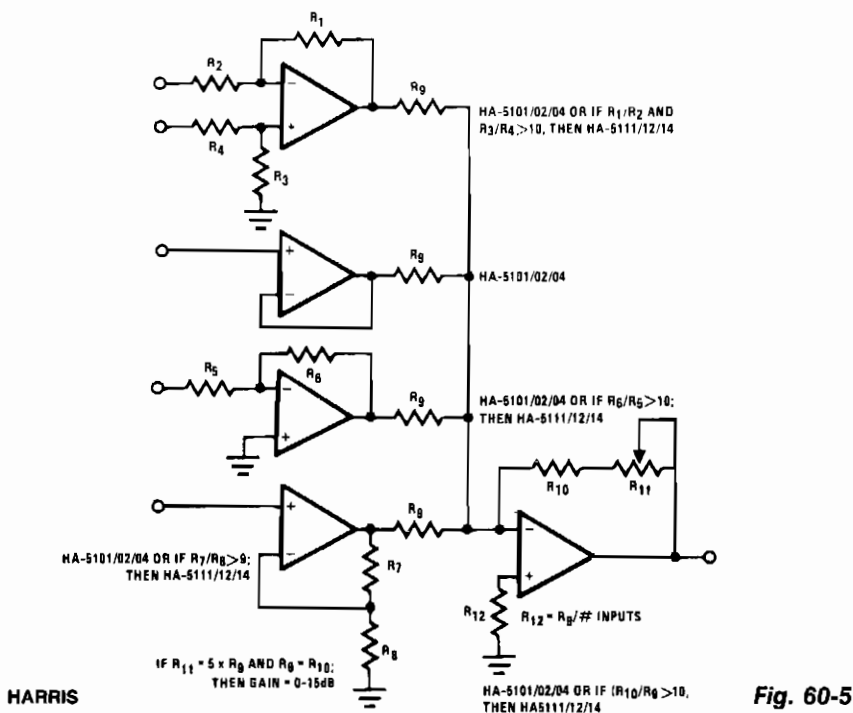 R1
R2
R9
HA-5101/02/04 OR IF R1/R2 AND
R3/R4>10, THEN HA-5111/12/14
R4
R3
R9
HA-5101/02/04
R5
R6
R9
HA-5101/02/04 OR IF R6/R5>10;
THEN HA-5111/12/14
R10
R11
R9
HA-5101/02/04 OR IF R7/R8>9;
THEN HA-5111/12/14
R7
R12
R12 = R9/# INPUTS
R8
IF R11 = 5 x R9 AND R9 = R10;
THEN GAIN = 0-15dB
HARRIS
HA-5101/02/04 OR IF (R10/R9 >10,
THEN HA5111/12/14
Fig. 60-5